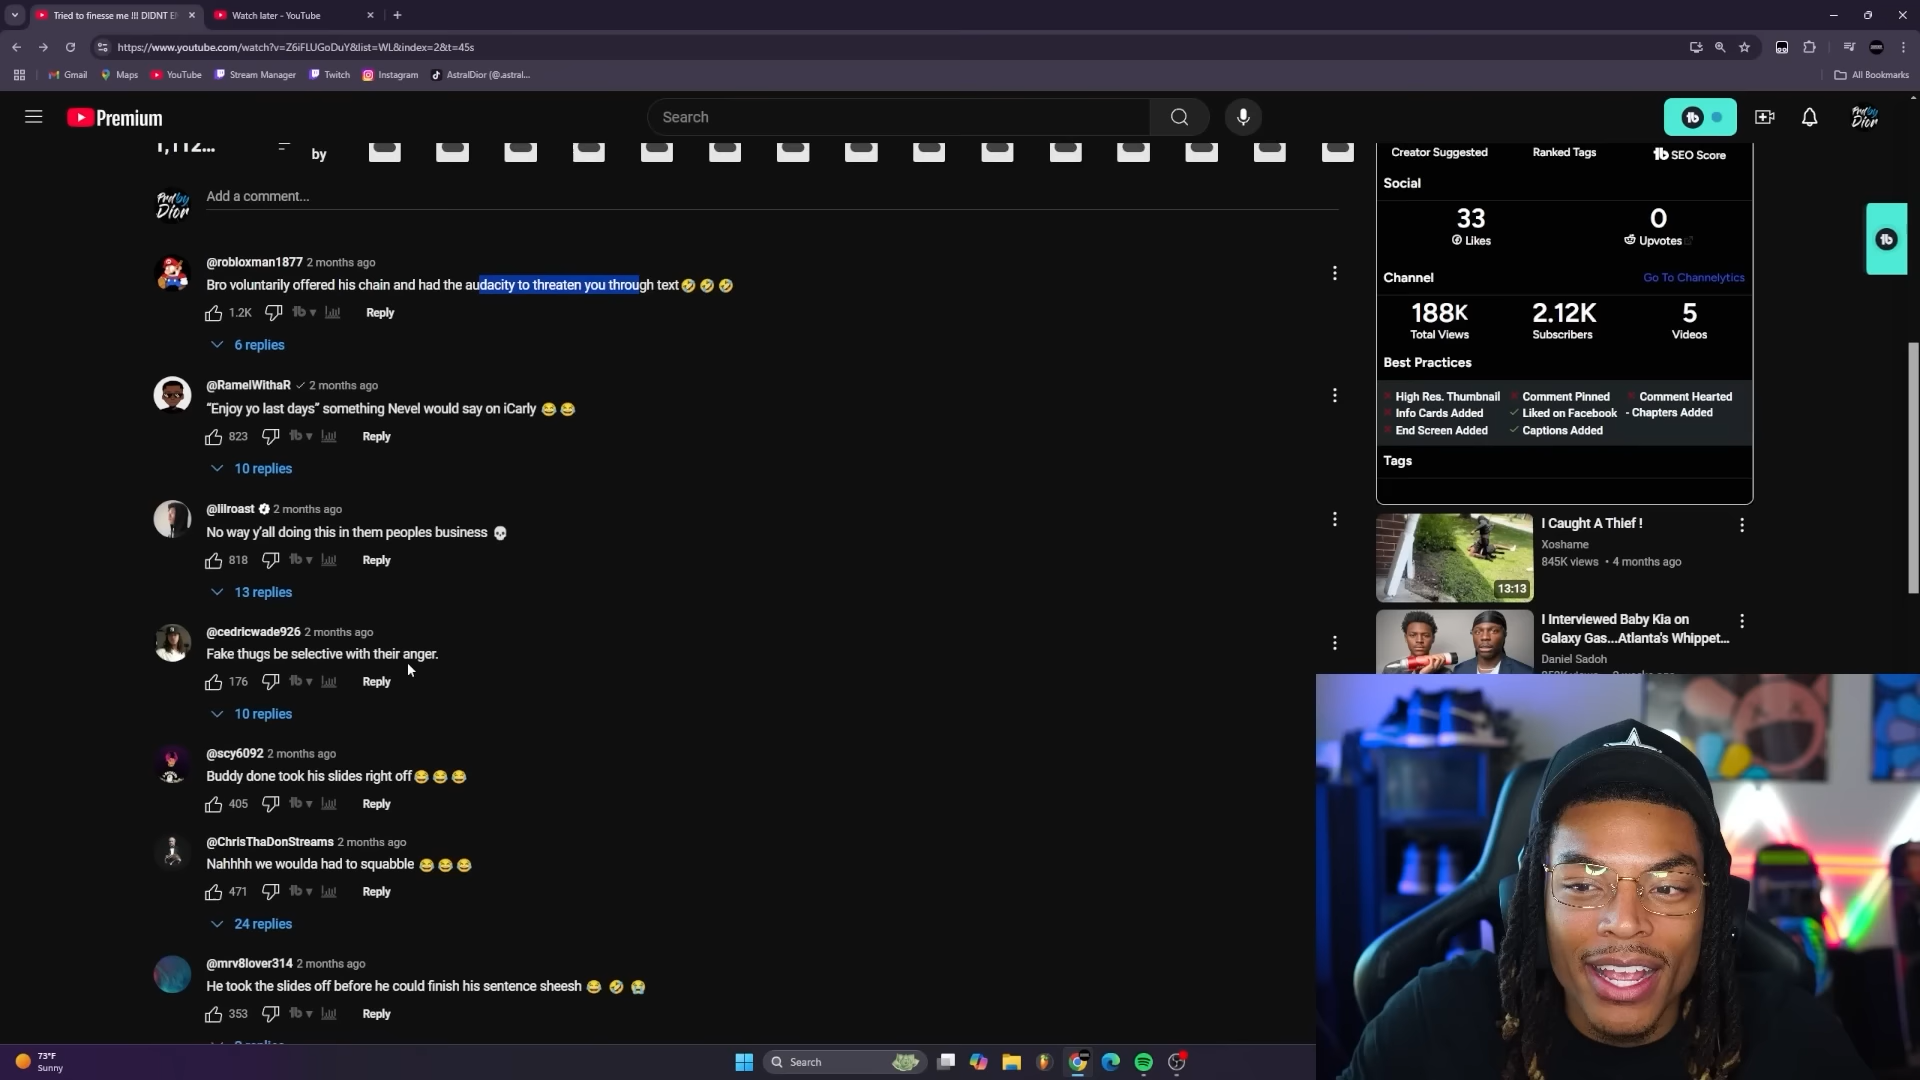 Tried to finesse me !!! DIDNT E
Watch later - YouTube
https://www.youtube.com/watch?v=Z6iFLUGoDuY&list=WL&index=2&t=45s
Gmail
Maps
YouTube
Stream Manager
Twitch
Instagram
AstralDior (@.astral...
All Bookmarks
Premium
Search
Prd by Dior
1,112...
by
Prd by Dior
Add a comment...
@robloxman1877 2 months ago
Bro voluntarily offered his chain and had the audacity to threaten you through text🤣 🤣 🤣
1.2K
Reply
6 replies
@RamelWithaR 2 months ago
“Enjoy yo last days” something Nevel would say on iCarly 😂 😂
823
Reply
10 replies
@lilroast 2 months ago
No way y'all doing this in them peoples business 💀
818
Reply
13 replies
@cedricwade926 2 months ago
Fake thugs be selective with their anger.
176
Reply
10 replies
@scy6092 2 months ago
Buddy done took his slides right off😂 😂 😂
405
Reply
@ChrisThaDonStreams 2 months ago
Nahhhh we woulda had to squabble 😂 😂 😂
471
Reply
24 replies
@mrv8lover314 2 months ago
He took the slides off before he could finish his sentence sheesh 😂 🤣 😭
353
Reply
Creator Suggested
Ranked Tags
SEO Score
Social
33
Likes
0
Upvotes
Channel
Go To Channelytics
188K
Total Views
2.12K
Subscribers
5
Videos
Best Practices
High Res. Thumbnail
Comment Pinned
Comment Hearted
Info Cards Added
Liked on Facebook
- Chapters Added
End Screen Added
Captions Added
Tags
I Caught A Thief !
Xoshame
845K views • 4 months ago
13:13
I Interviewed Baby Kia on
Galaxy Gas...Atlanta's Whippet...
Daniel Sadoh
73°F
Sunny
Search